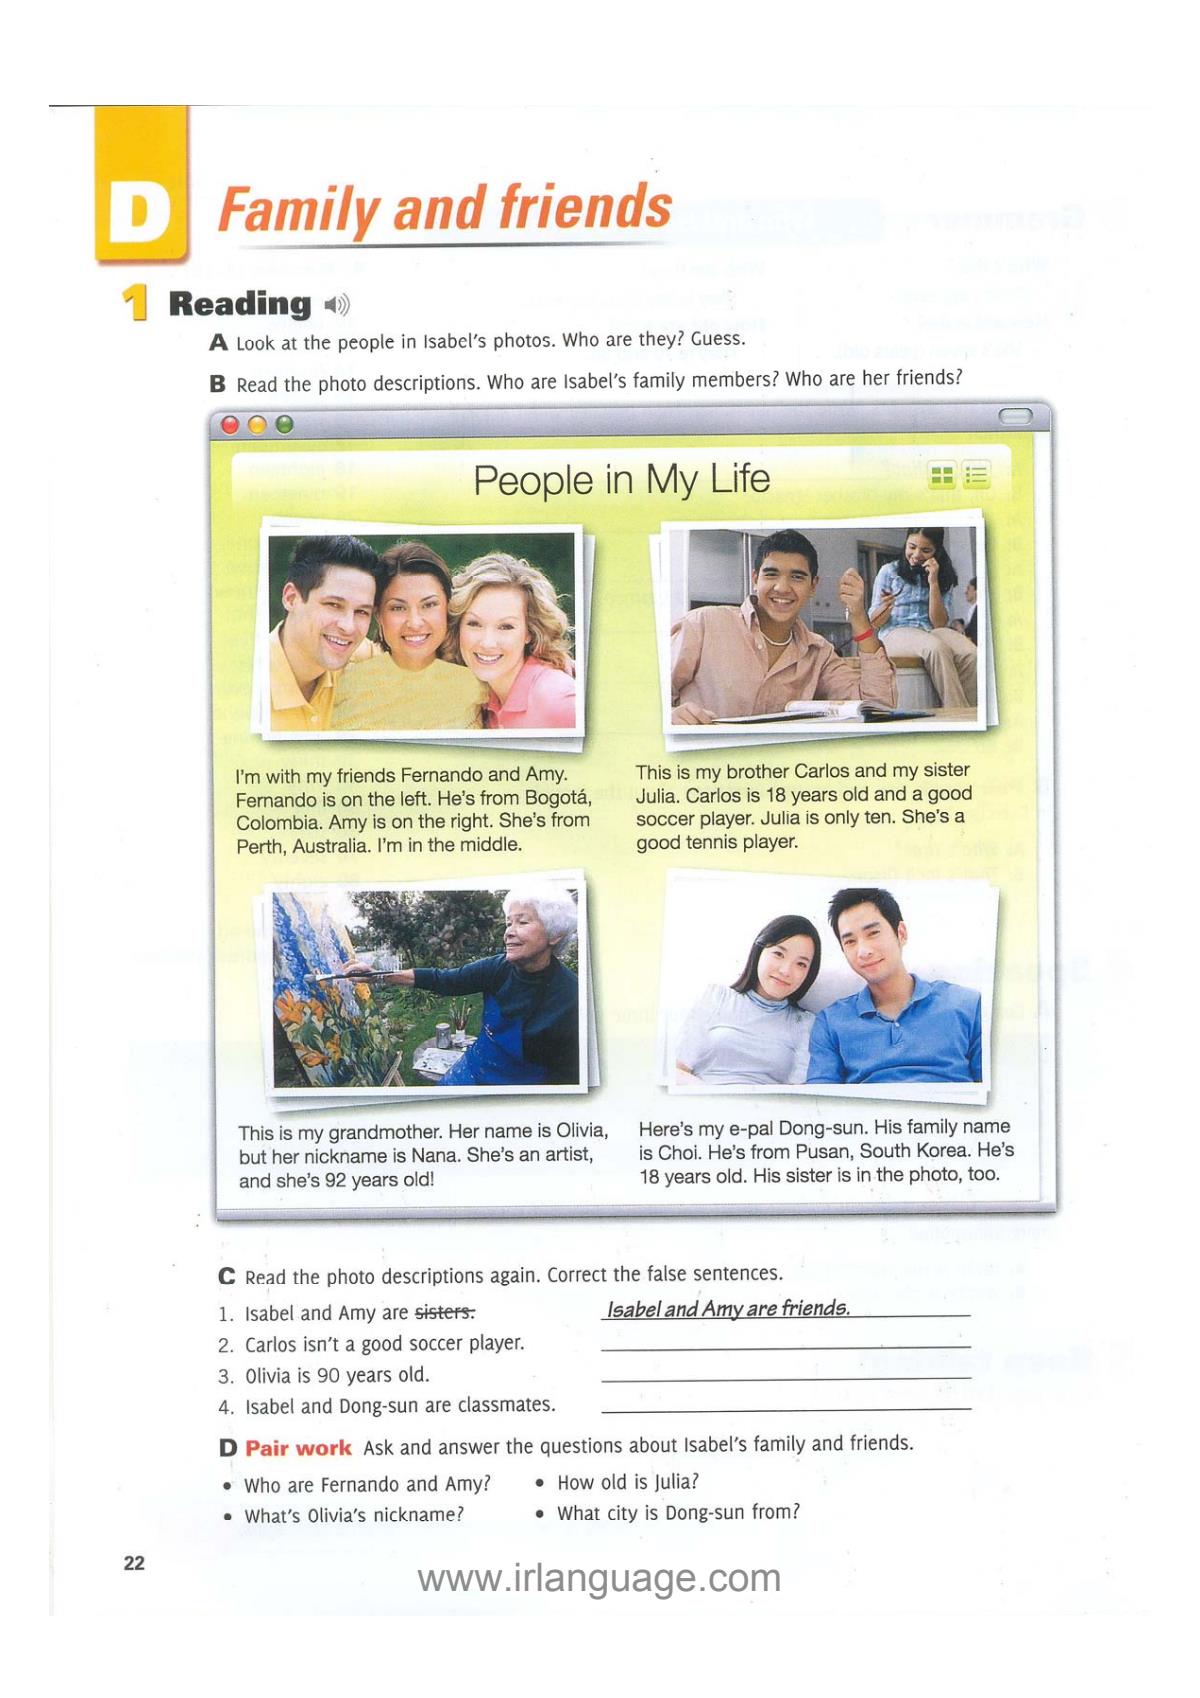 D Family and friends
1 Reading
A Look at the people in Isabel's photos. Who are they? Guess.
B Read the photo descriptions. Who are Isabel's family members? Who are her friends?
People in My Life
I'm with my friends Fernando and Amy.
Fernando is on the left. He's from Bogotá,
Colombia. Amy is on the right. She's from
Perth, Australia. I'm in the middle.
This is my brother Carlos and my sister
Julia. Carlos is 18 years old and a good
soccer player. Julia is only ten. She's a
good tennis player.
This is my grandmother. Her name is Olivia,
but her nickname is Nana. She's an artist,
and she's 92 years old!
Here's my e-pal Dong-sun. His family name
is Choi. He's from Pusan, South Korea. He's
18 years old. His sister is in the photo, too.
C Read the photo descriptions again. Correct the false sentences.
1. Isabel and Amy are sisters. Isabel and Amy are friends.
2. Carlos isn't a good soccer player.
3. Olivia is 90 years old.
4. Isabel and Dong-sun are classmates.
D Pair work Ask and answer the questions about Isabel's family and friends.
• Who are Fernando and Amy? • How old is Julia?
• What's Olivia's nickname? • What city is Dong-sun from?
22
www.irlanguage.com